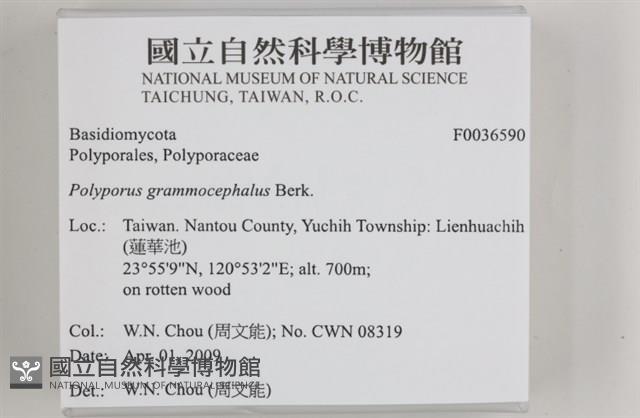 國立自然科學博物館
NATIONAL MUSEUM OF NATURAL SCIENCE
TAICHUNG, TAIWAN, R.O.C.
Basidiomycota F0036590
Polyporales, Polyporaceae
Polyporus grammocephalus Berk.
Loc.: Taiwan. Nantou County, Yuchih Township: Lienhuachih
(蓮華池)
23°55'9"N, 120°53'2"E; alt. 700m;
on rotten wood
Col.: W.N. Chou (周文能); No. CWN 08319
Date: Apr. 01, 2009
國立自然科學博物館
NATIONAL MUSEUM OF NATURAL SCIENCE
Det.: W.N. Chou (周文能)